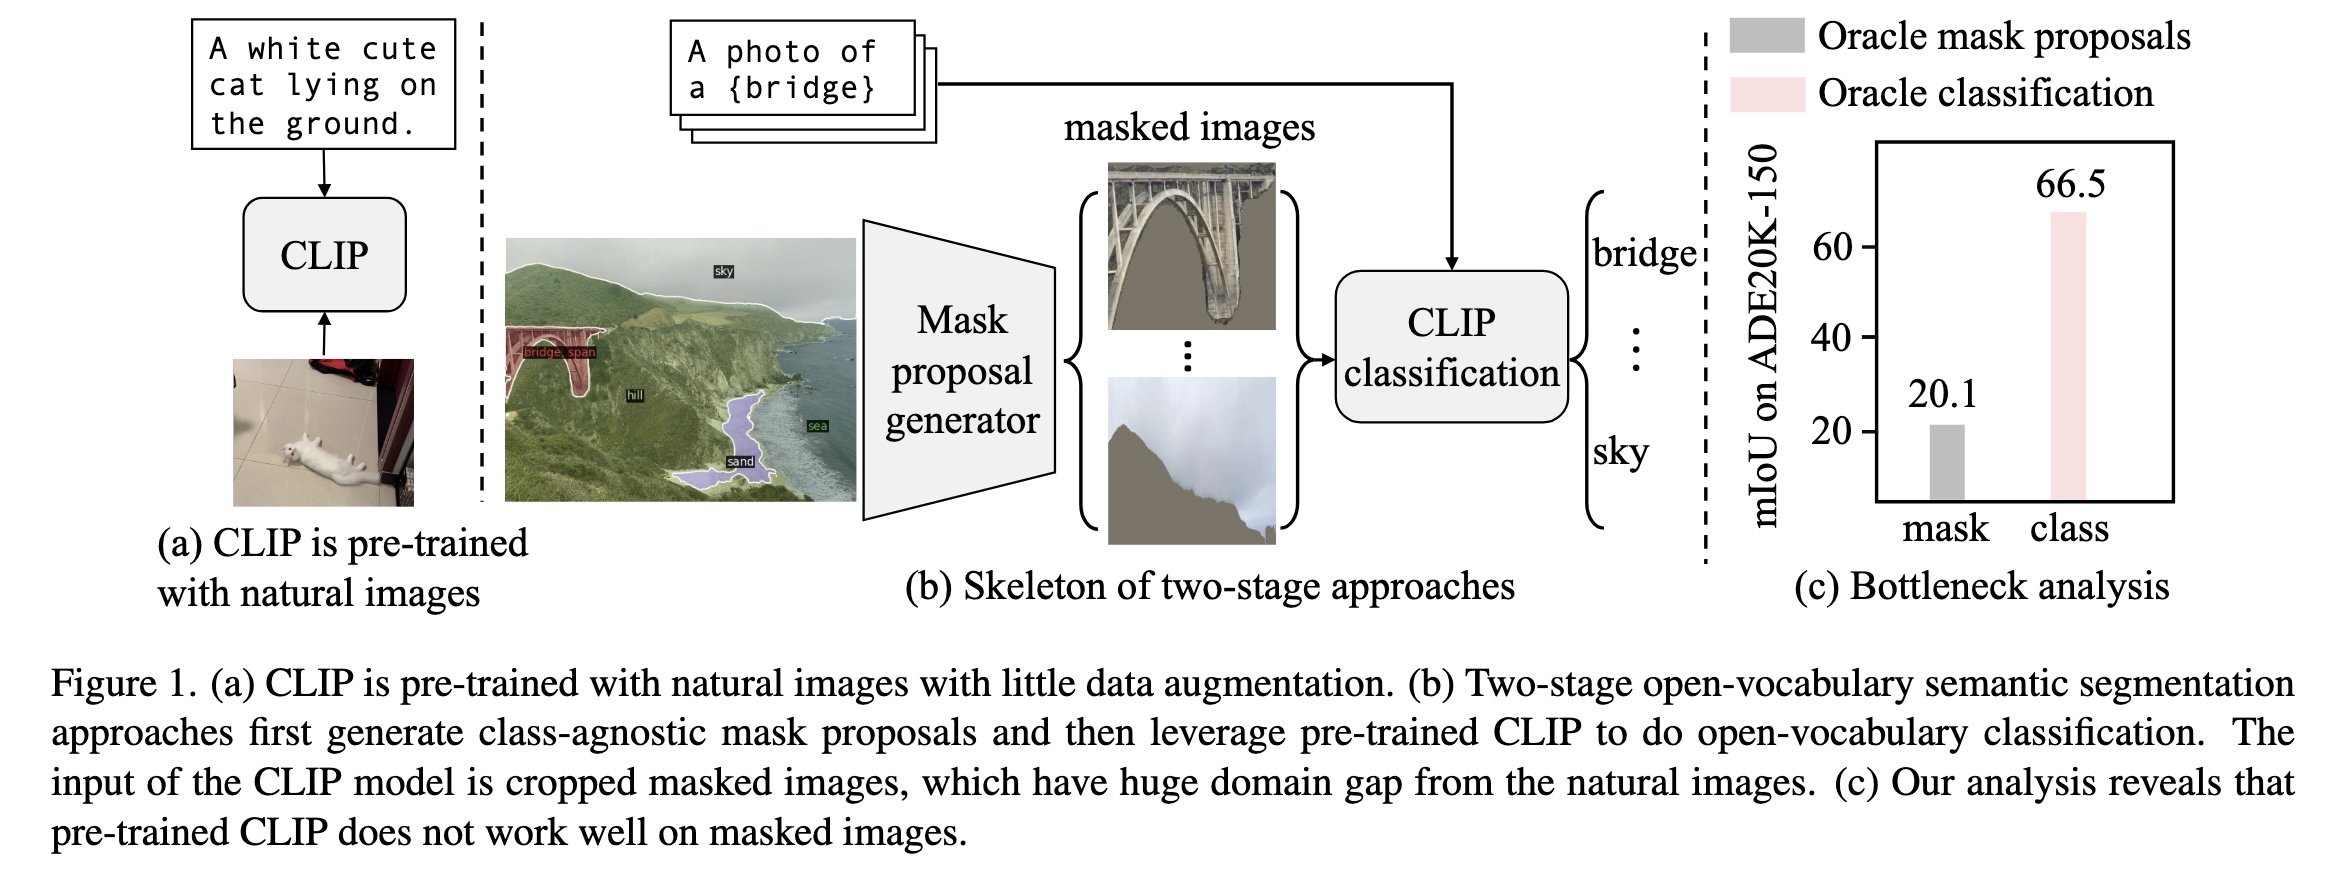 A white cute
cat lying on
the ground.
CLIP
(a) CLIP is pre-trained
with natural images
A photo of
a {bridge}
masked images
sky
bridge, span
hill
sea
sand
Mask
proposal
generator
CLIP
classification
bridge
sky
(b) Skeleton of two-stage approaches
Oracle mask proposals
Oracle classification
mIoU on ADE20K-150
60
40
20
20.1
66.5
mask
class
(c) Bottleneck analysis
Figure 1. (a) CLIP is pre-trained with natural images with little data augmentation. (b) Two-stage open-vocabulary semantic segmentation
approaches first generate class-agnostic mask proposals and then leverage pre-trained CLIP to do open-vocabulary classification. The
input of the CLIP model is cropped masked images, which have huge domain gap from the natural images. (c) Our analysis reveals that
pre-trained CLIP does not work well on masked images.